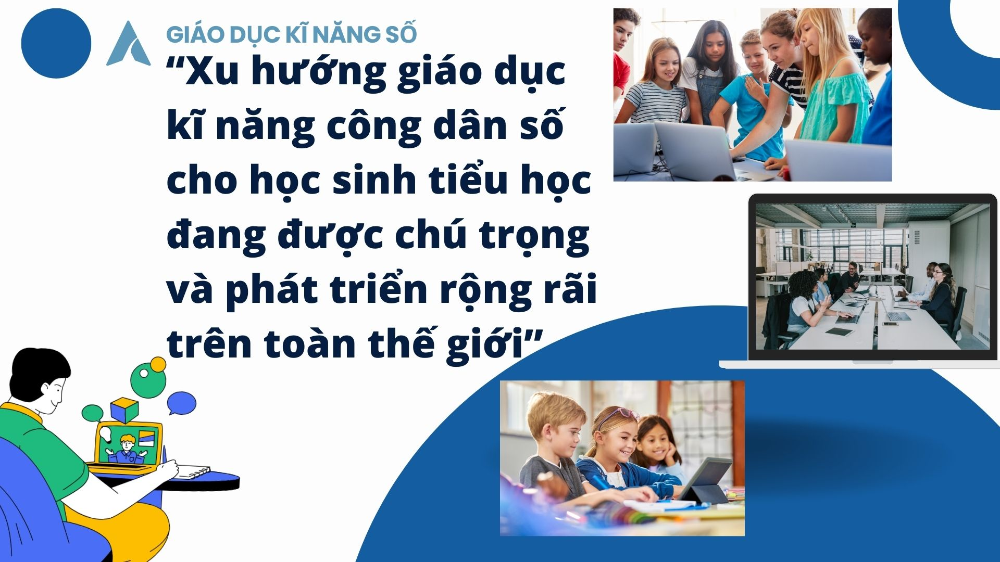 GIÁO DỤC KĨ NĂNG SỐ
“Xu hướng giáo dục
kĩ năng công dân số
cho học sinh tiểu học
đang được chú trọng
và phát triển rộng rãi
trên toàn thế giới”